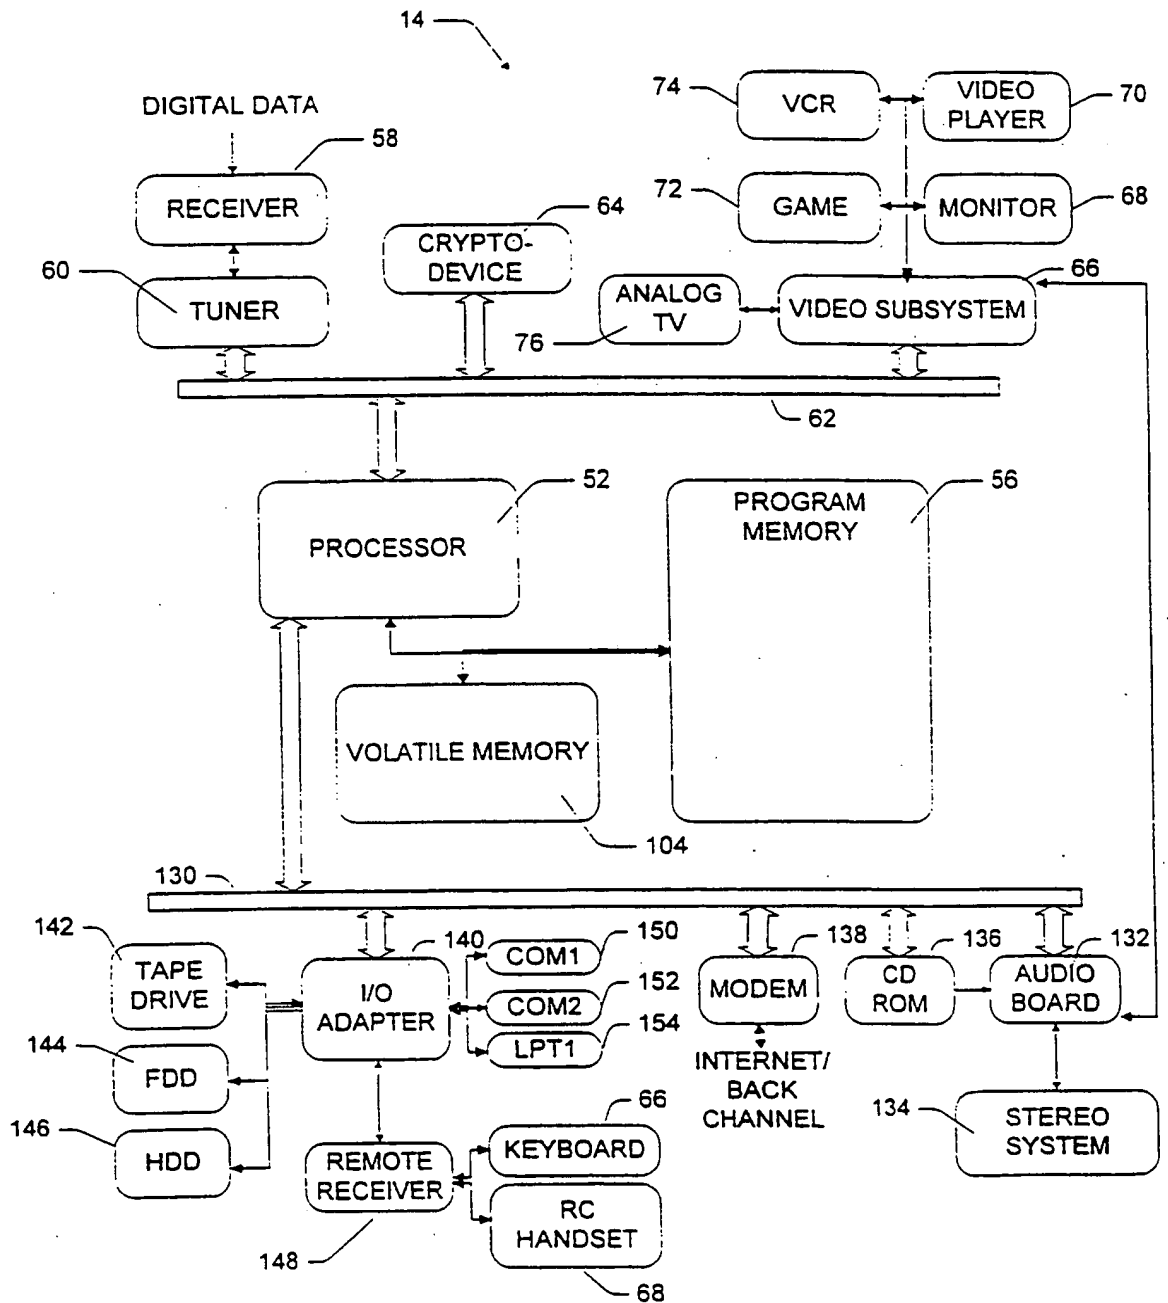 14
DIGITAL DATA
58
RECEIVER
60
TUNER
64
CRYPTO-
DEVICE
74
VCR
VIDEO
PLAYER
70
72
GAME
MONITOR
68
66
ANALOG
TV
76
VIDEO SUBSYSTEM
62
52
PROCESSOR
PROGRAM
MEMORY
56
VOLATILE MEMORY
104
130
142
TAPE
DRIVE
144
FDD
146
HDD
140
I/O
ADAPTER
COM1
150
COM2
152
LPT1
154
138
MODEM
INTERNET/
BACK
CHANNEL
136
CD
ROM
132
AUDIO
BOARD
134
STEREO
SYSTEM
REMOTE
RECEIVER
148
66
KEYBOARD
RC
HANDSET
68